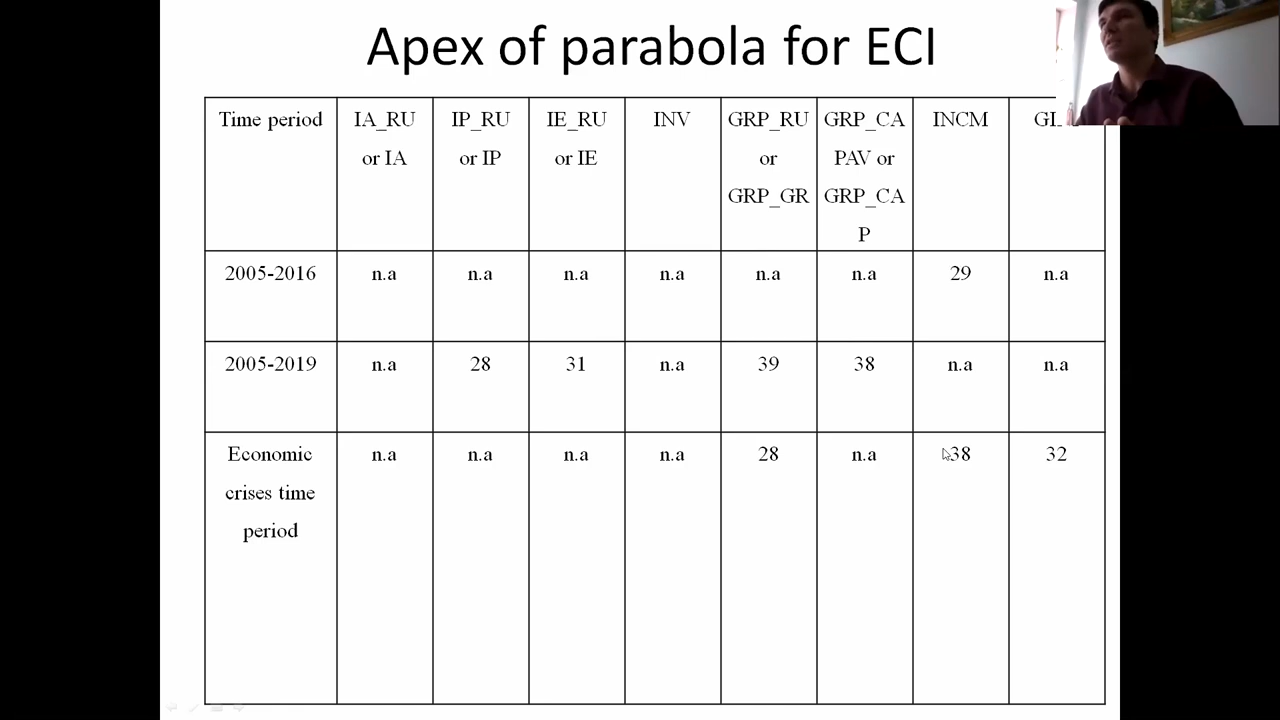 Apex of parabola for ECI
Time period IA_RU IP_RU IE_RU INV GRP_RU GRP_CA INCM
or IA or IP or IE or PAV or
GRP_GR GRP_CA
P
2005-2016 n.a n.a n.a n.a n.a n.a 29 n.a
2005-2019 n.a 28 31 n.a 39 38 n.a n.a
Economic n.a n.a n.a n.a 28 n.a 38 32
crises time
period